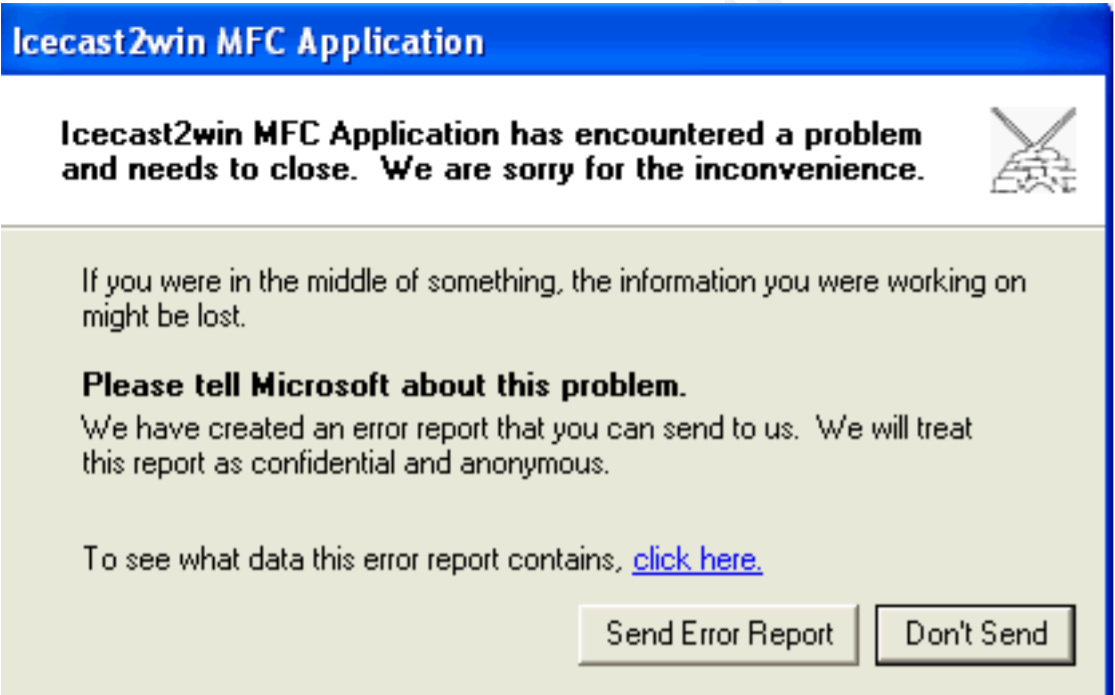 Icecast2win MFC Application
Icecast2win MFC Application has encountered a problem
and needs to close.  We are sorry for the inconvenience.
If you were in the middle of something, the information you were working on
might be lost.
Please tell Microsoft about this problem.
We have created an error report that you can send to us.  We will treat
this report as confidential and anonymous.
To see what data this error report contains, click here.
Send Error Report
Don't Send